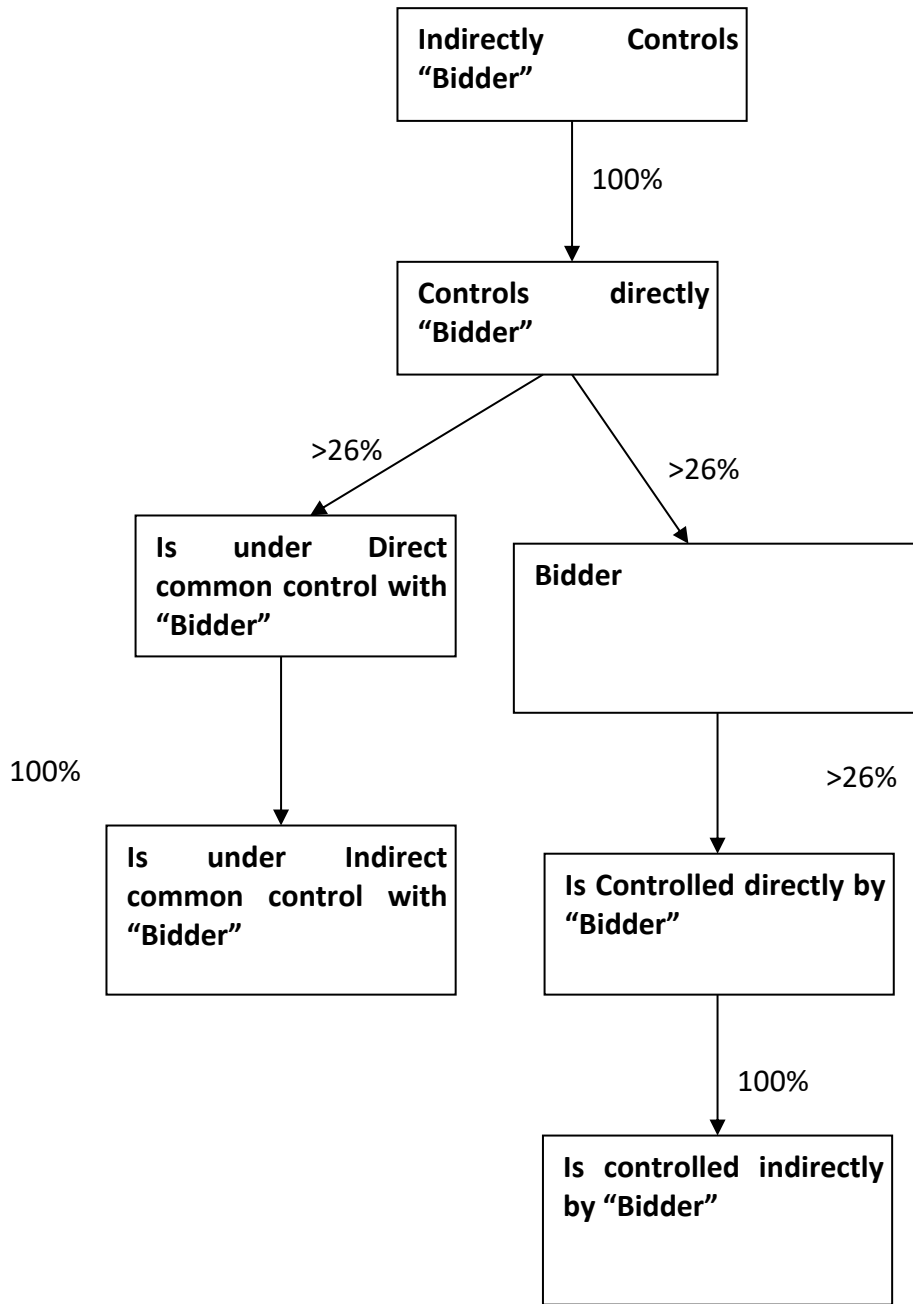 Indirectly Controls
“Bidder”
100%
Controls directly
“Bidder”
>26%
>26%
Is under Direct
common control with
“Bidder”
Bidder
100%
>26%
Is under Indirect
common control with
“Bidder”
Is Controlled directly by
“Bidder”
100%
Is controlled indirectly
by “Bidder”